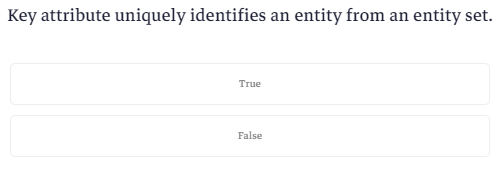 Key attribute uniquely identifies an entity from an entity set.
True
False